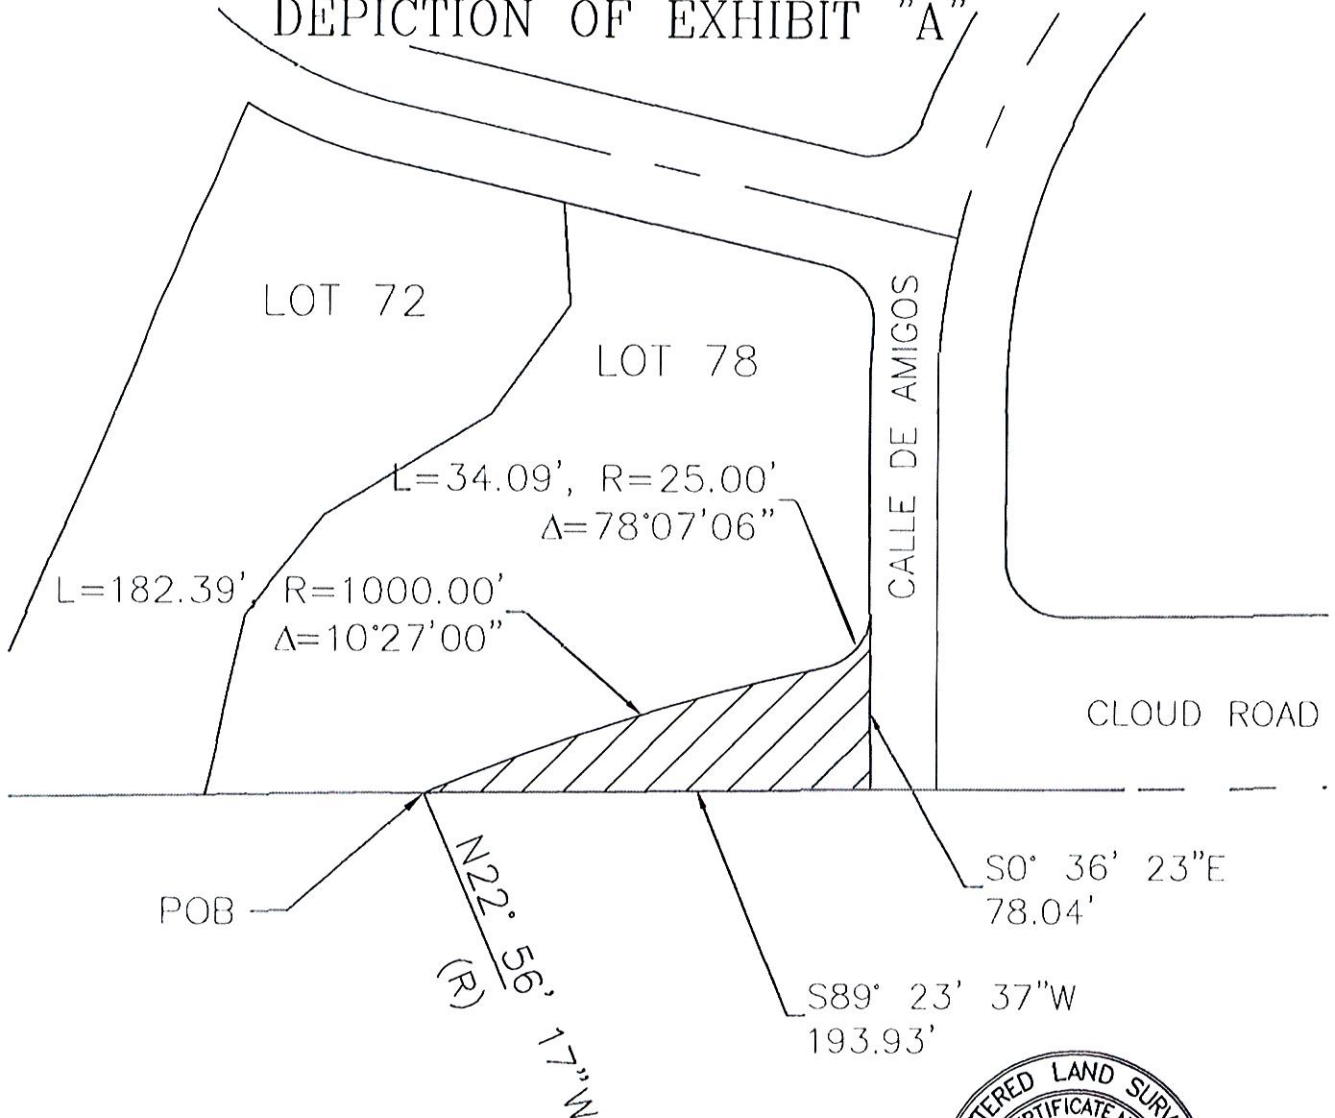 DEPICTION OF EXHIBIT "A"
LOT 72
LOT 78
CALLE DE AMIGOS
L=34.09', R=25.00'
Δ=78°07'06"
L=182.39', R=1000.00'
Δ=10°27'00"
CLOUD ROAD
POB
N22° 56' 17"W
(R)
S0° 36' 23"E
78.04'
S89° 23' 37"W
193.93'
LAND